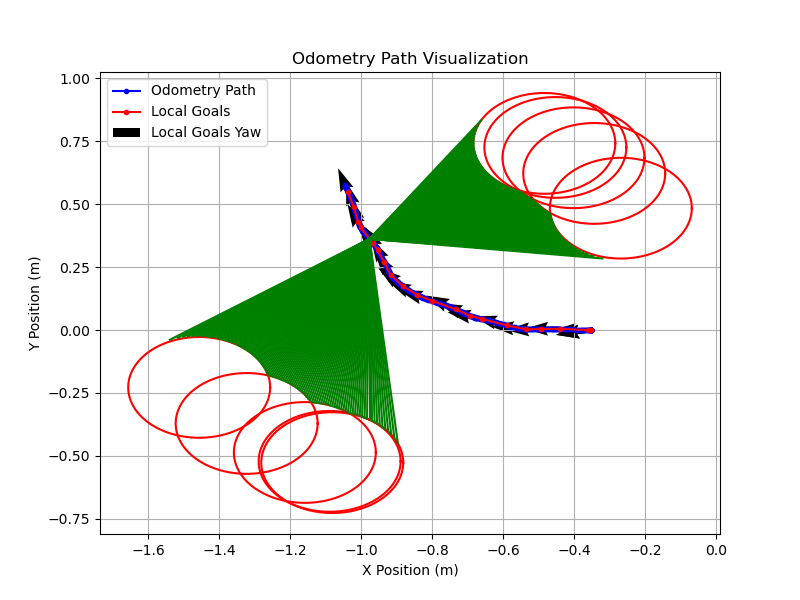 Odometry Path Visualization
Odometry Path
Local Goals
Local Goals Yaw
Y Position (m)
1.00
0.75
0.50
0.25
0.00
−0.25
−0.50
−0.75
−1.6 −1.4 −1.2 −1.0 −0.8 −0.6 −0.4 −0.2 0.0
X Position (m)